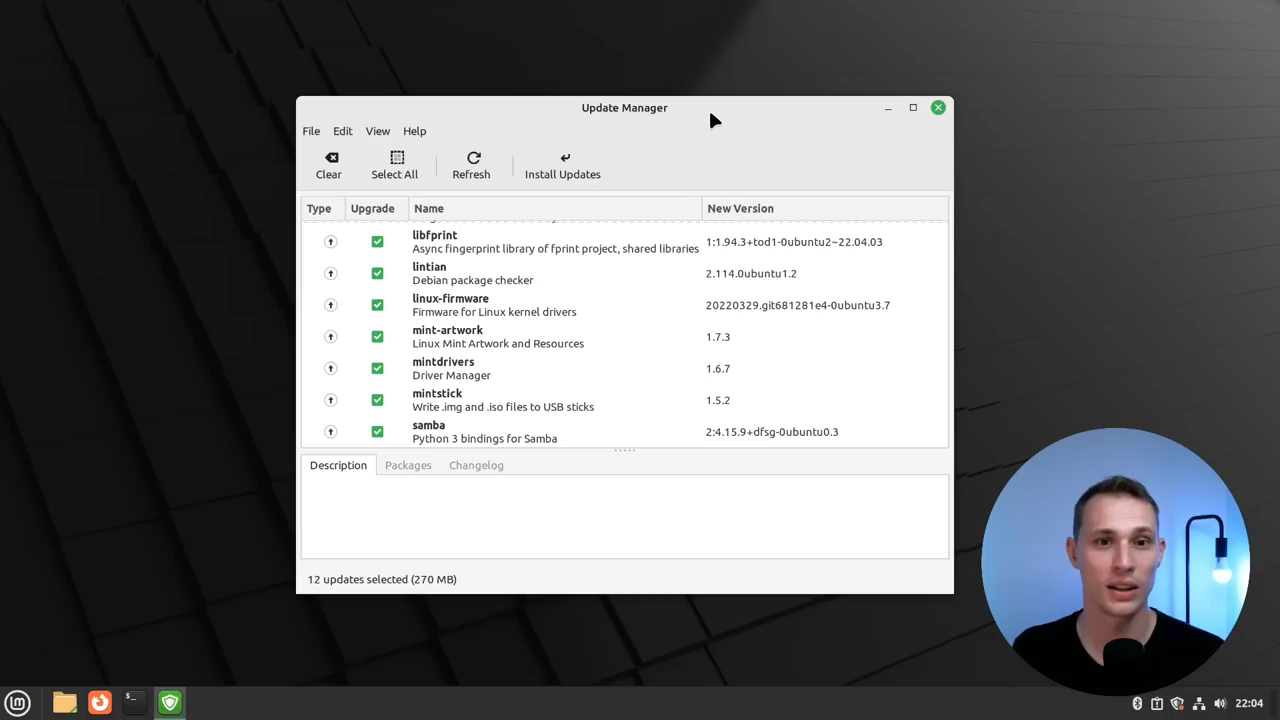 Update Manager
File Edit View Help
Clear Select All Refresh Install Updates
Type Upgrade Name New Version
libfprint
Async fingerprint library of fprint project, shared libraries 1:1.94.3+tod1-0ubuntu2~22.04.03
lintian
Debian package checker 2.114.0ubuntu1.2
linux-firmware
Firmware for Linux kernel drivers 20220329.git681281e4-0ubuntu3.7
mint-artwork
Linux Mint Artwork and Resources 1.7.3
mintdrivers
Driver Manager 1.6.7
mintstick
Write .img and .iso files to USB sticks 1.5.2
samba
Python 3 bindings for Samba 2:4.15.9+dfsg-0ubuntu0.3
Description Packages Changelog
12 updates selected (270 MB)
22:04